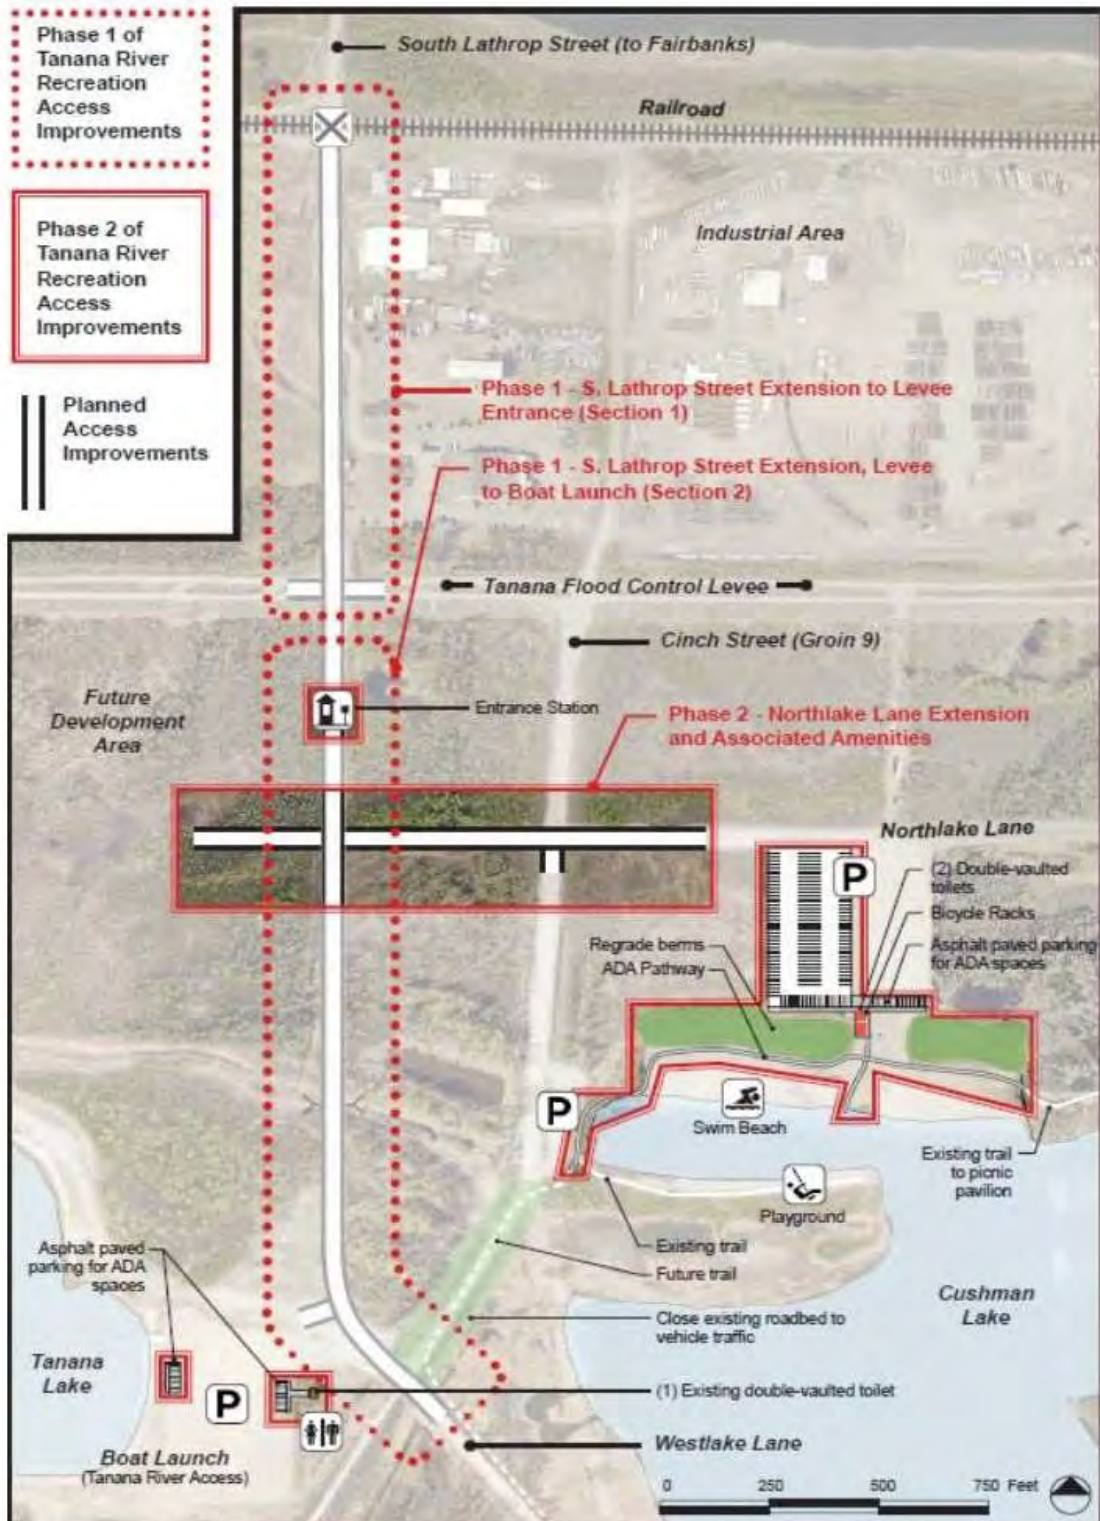 Phase 1 of
Tanana River
Recreation
Access
Improvements
Phase 2 of
Tanana River
Recreation
Access
Improvements
Planned
Access
Improvements
South Lathrop Street (to Fairbanks)
Railroad
Industrial Area
Phase 1 - S. Lathrop Street Extension to Levee
Entrance (Section 1)
Phase 1 - S. Lathrop Street Extension, Levee
to Boat Launch (Section 2)
Tanana Flood Control Levee
Cinch Street (Groin 9)
Future
Development
Area
Entrance Station
Phase 2 - Northlake Lane Extension
and Associated Amenities
Northlake Lane
P
(2) Double-vaulted
toilets
Bicycle Racks
Asphalt paved parking
for ADA spaces
Regrade berms
ADA Pathway
P
Swim Beach
Existing trail
to picnic
pavilion
Playground
Existing trail
Future trail
Close existing roadbed to
vehicle traffic
Cushman
Lake
Asphalt paved
parking for ADA
spaces
Tanana
Lake
P
(1) Existing double-vaulted toilet
Boat Launch
(Tanana River Access)
Westlake Lane
0 250 500 750 Feet